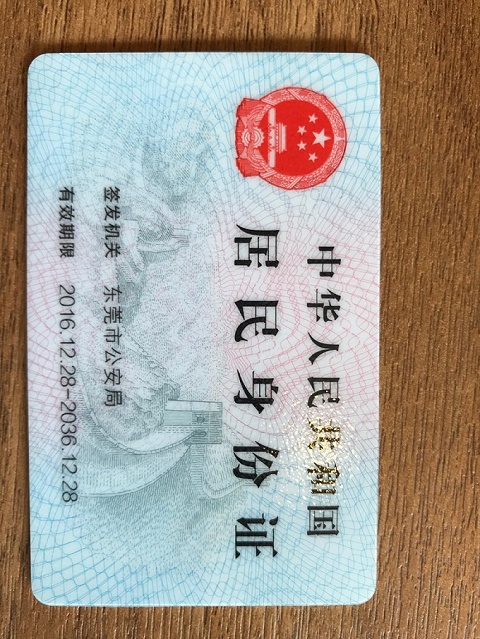 中华人民共和国
居民身份证
签发机关 东莞市公安局
有效期限 2016.12.28-2036.12.28